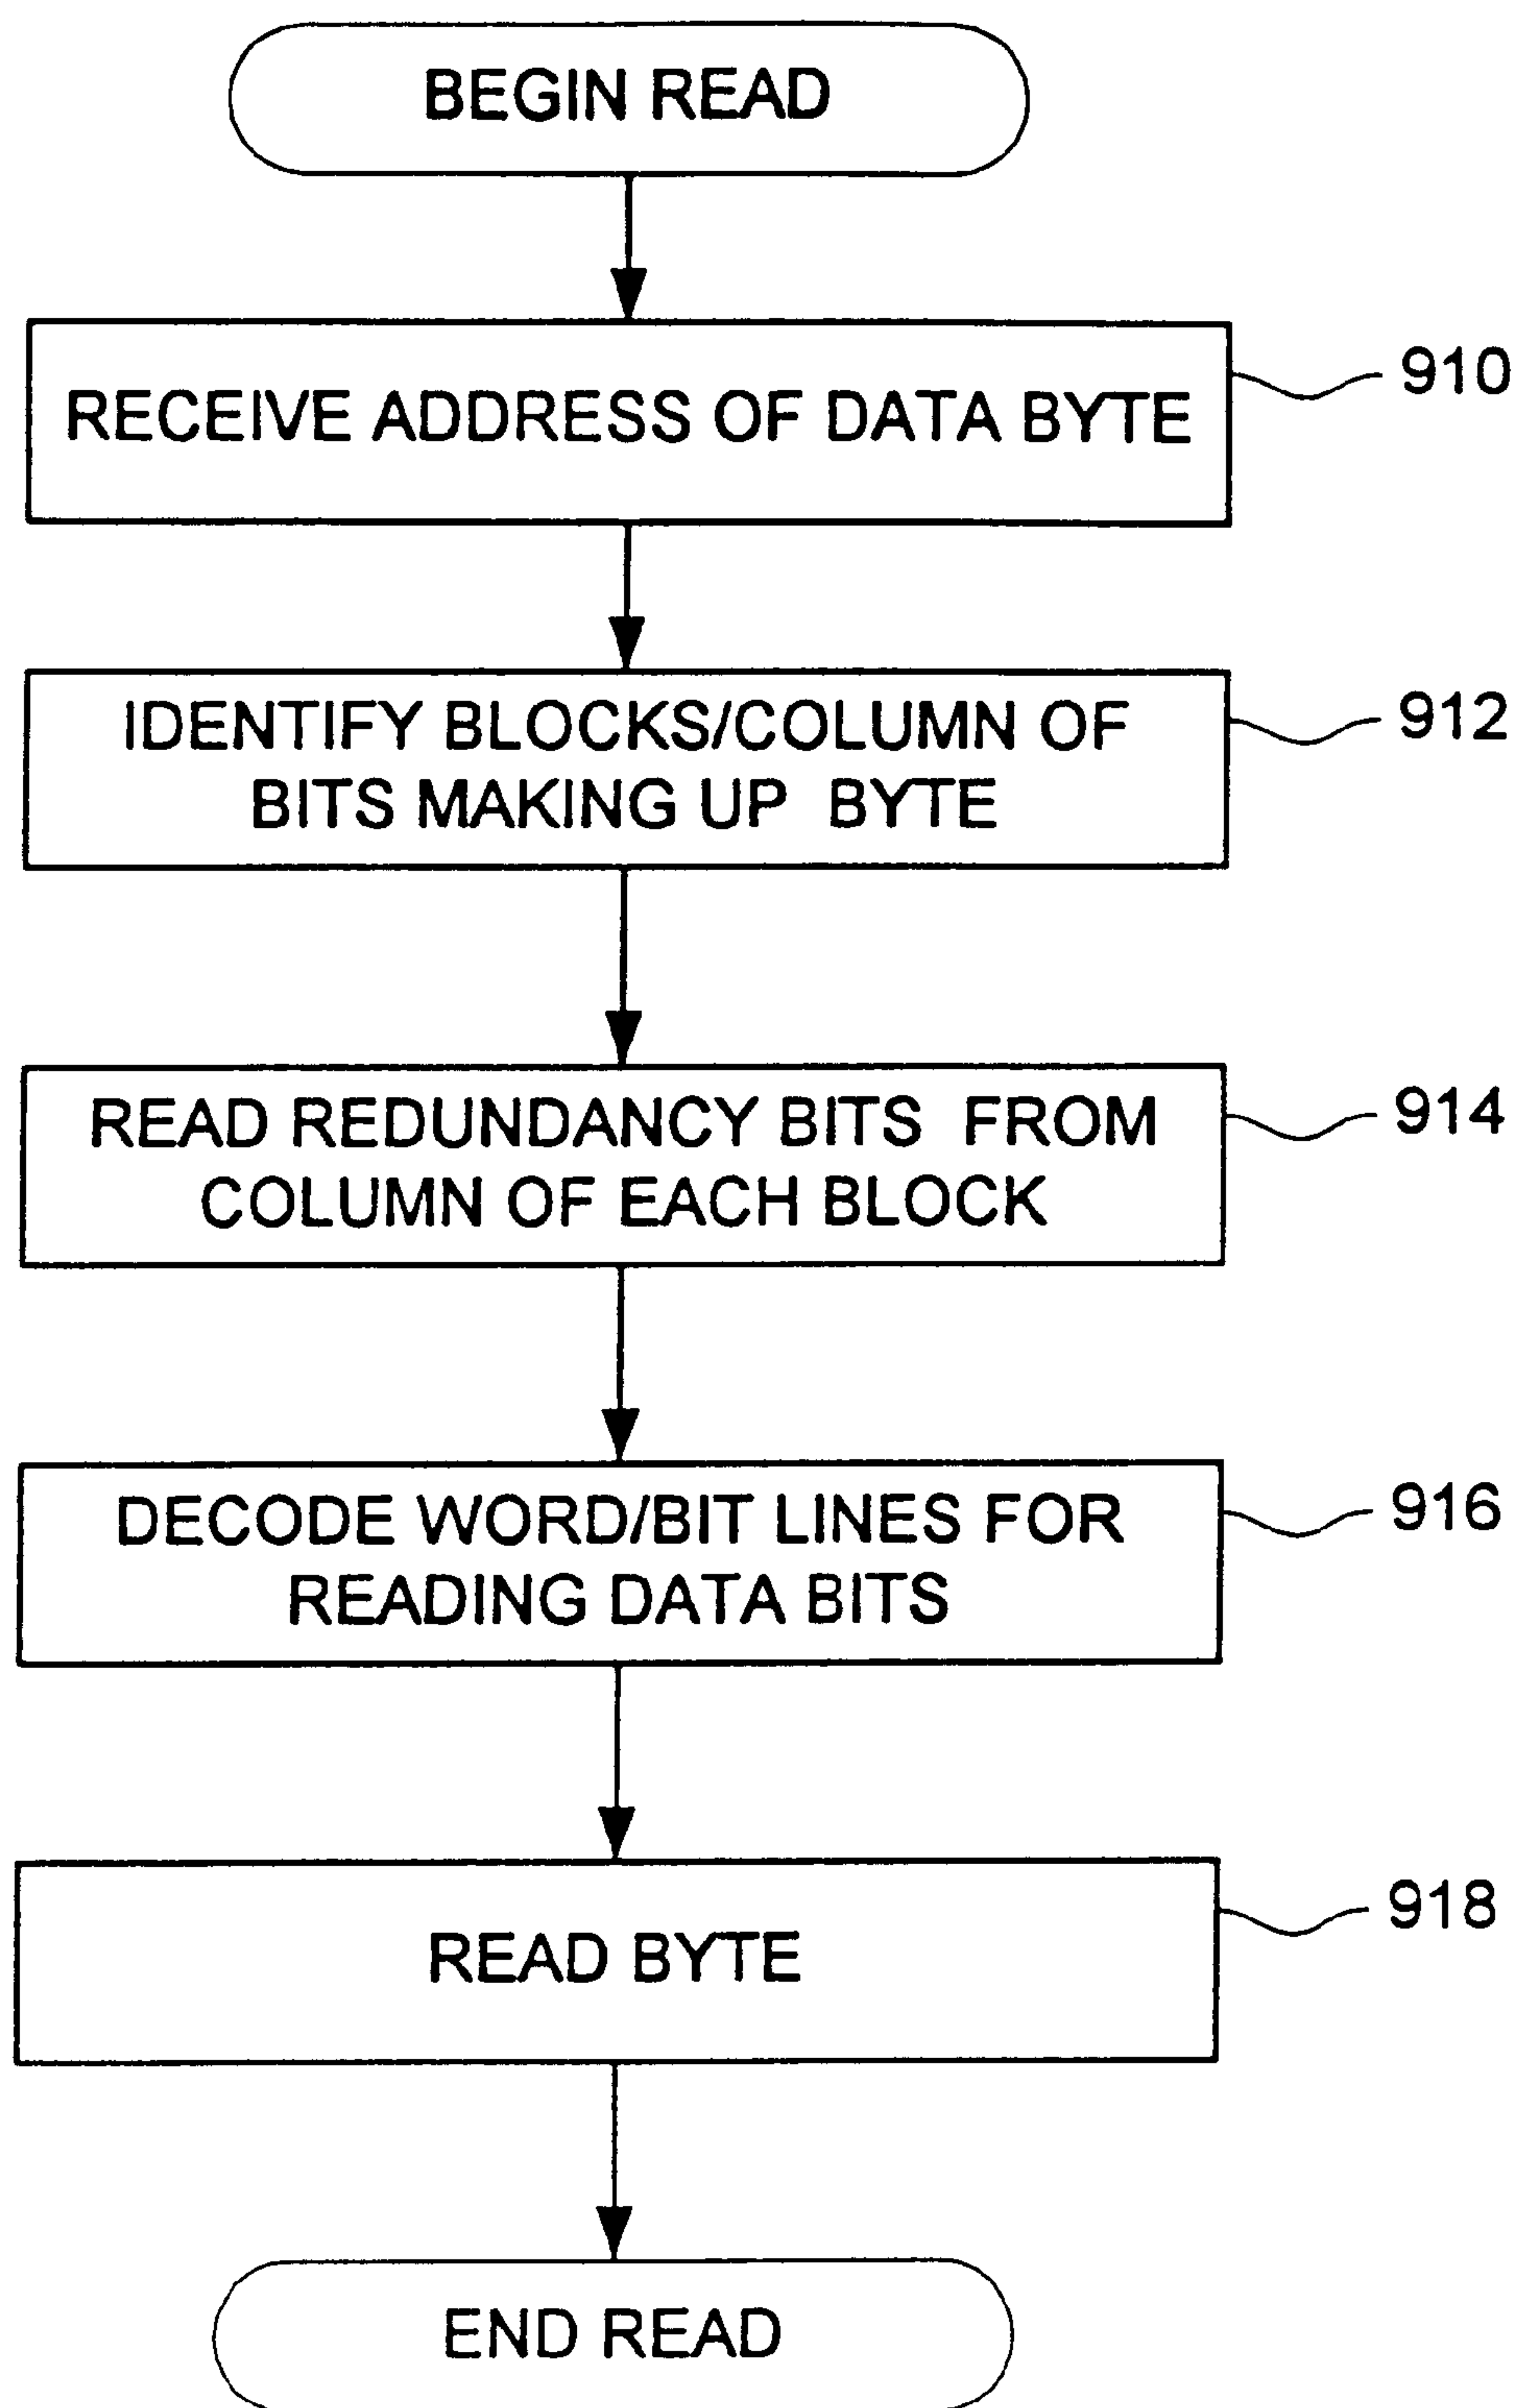 BEGIN READ
RECEIVE ADDRESS OF DATA BYTE
910
IDENTIFY BLOCKS/COLUMN OF
BITS MAKING UP BYTE
912
READ REDUNDANCY BITS FROM
COLUMN OF EACH BLOCK
914
DECODE WORD/BIT LINES FOR
READING DATA BITS
916
READ BYTE
918
END READ